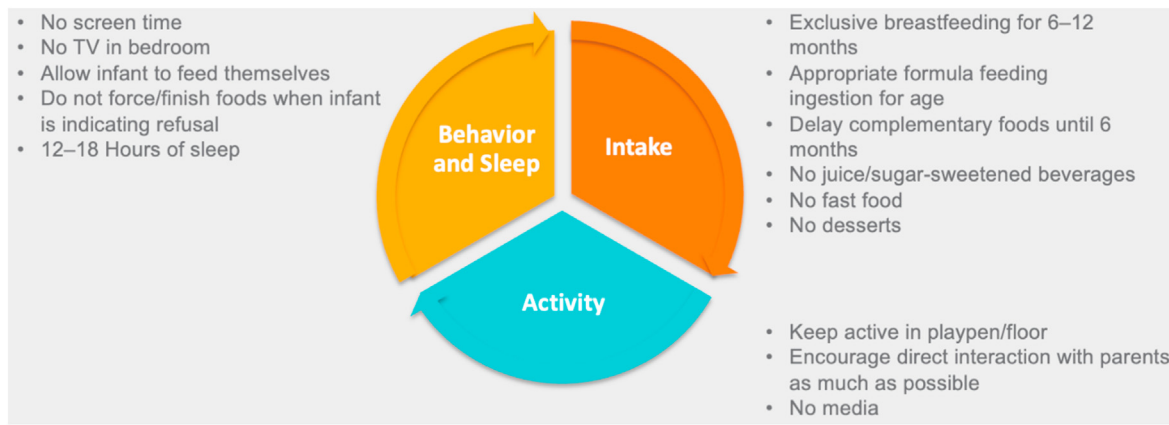 • No screen time
• No TV in bedroom
• Allow infant to feed themselves
• Do not force/finish foods when infant
is indicating refusal
• 12–18 Hours of sleep
Behavior
and Sleep
Intake
• Exclusive breastfeeding for 6–12
months
• Appropriate formula feeding
ingestion for age
• Delay complementary foods until 6
months
• No juice/sugar-sweetened beverages
• No fast food
• No desserts
Activity
• Keep active in playpen/floor
• Encourage direct interaction with parents
as much as possible
• No media